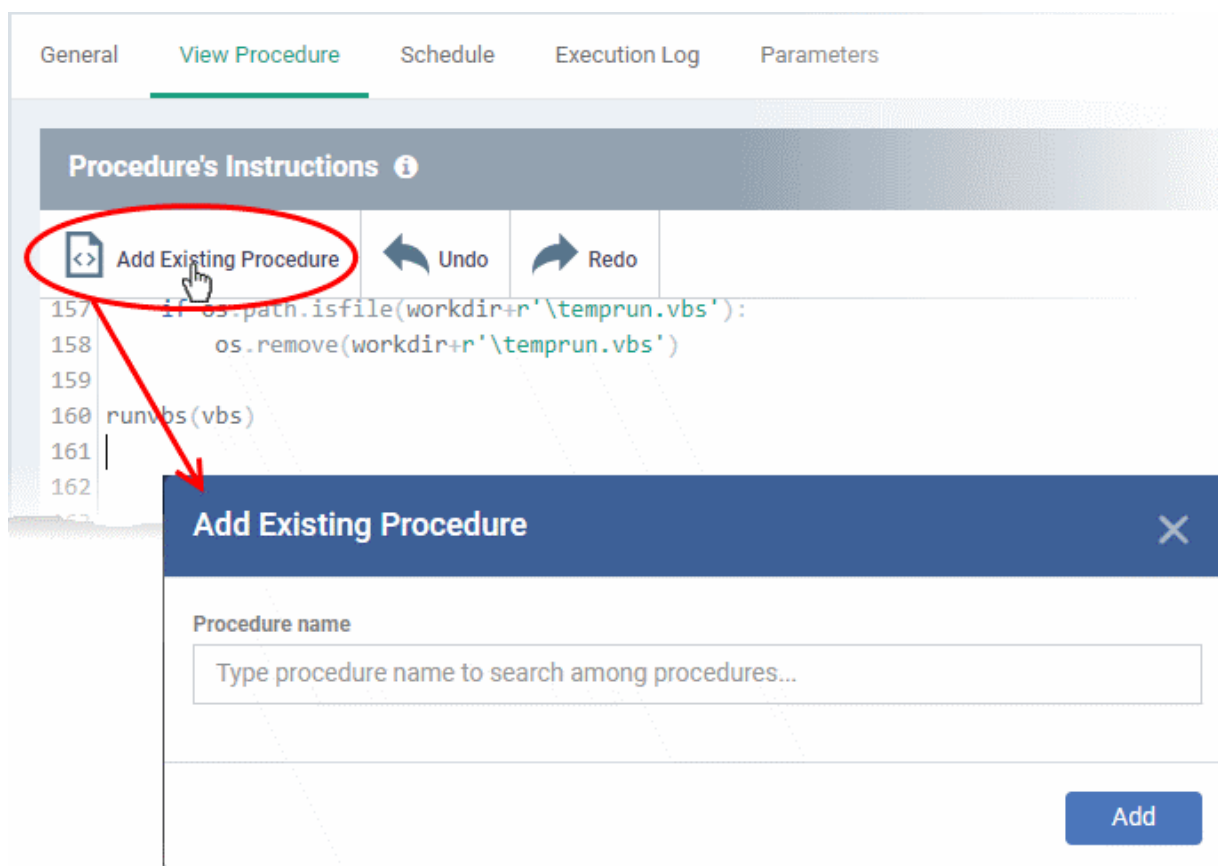 General View Procedure Schedule Execution Log Parameters
Procedure's Instructions
Add Existing Procedure Undo Redo
157 if os.path.isfile(workdir+r'\temprun.vbs'):
158 os.remove(workdir+r'\temprun.vbs')
159
160 runvbs(vbs)
161
162
Add Existing Procedure
Procedure name
Type procedure name to search among procedures...
Add